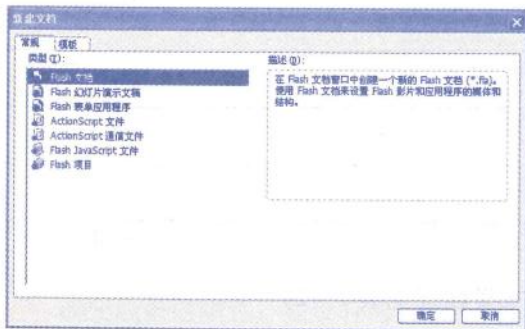 新建文档
常规 模板
类型(T):
Flash 文档
Flash 幻灯片演示文稿
Flash 表单应用程序
ActionScript 文件
ActionScript 通信文件
Flash JavaScript 文件
Flash 项目
描述(D):
在 Flash 文档窗口中创建一个新的 Flash 文档 (*.fla)。
使用 Flash 文档来设置 Flash 影片和应用程序的媒体和
结构。
确定 取消